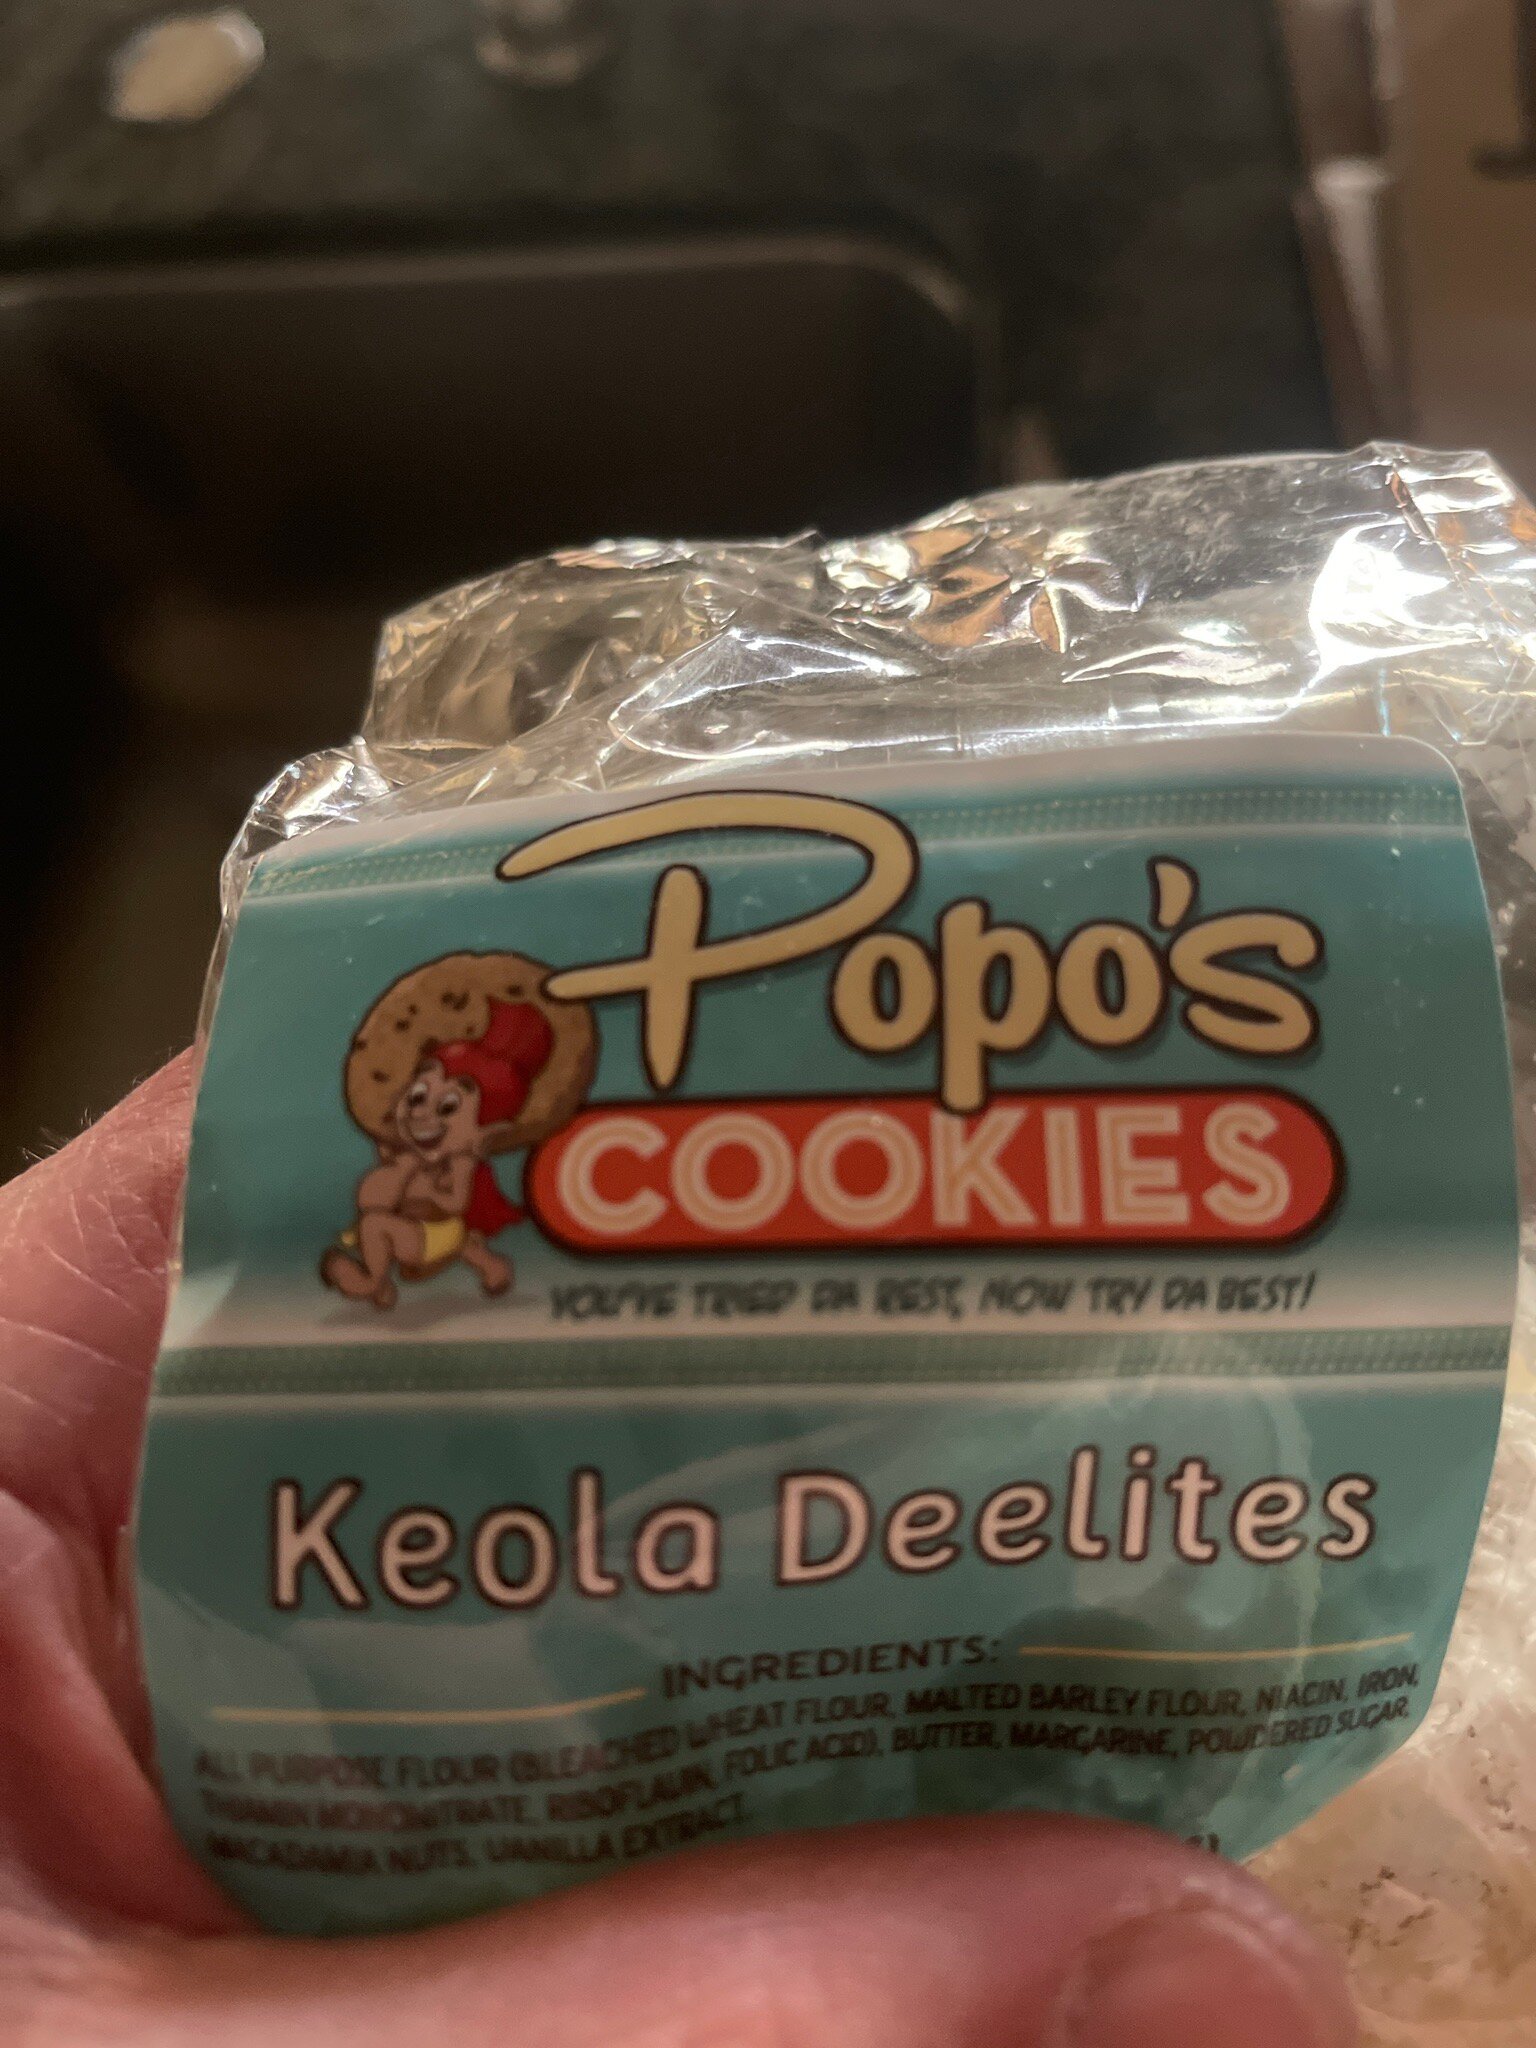 Popo's
COOKIES
YOU'VE TRIED DA REST, NOW TRY DA BEST!
Keola Deelites
INGREDIENTS:
ALL PURPOSE FLOUR (BLEACHED WHEAT FLOUR, MALTED BARLEY FLOUR, NIACIN, IRON,
THIAMIN MONONITRATE, RIBOFLAVIN, FOLIC ACID), BUTTER, MARGARINE, POWDERED SUGAR,
MACADAMIA NUTS, VANILLA EXTRACT.